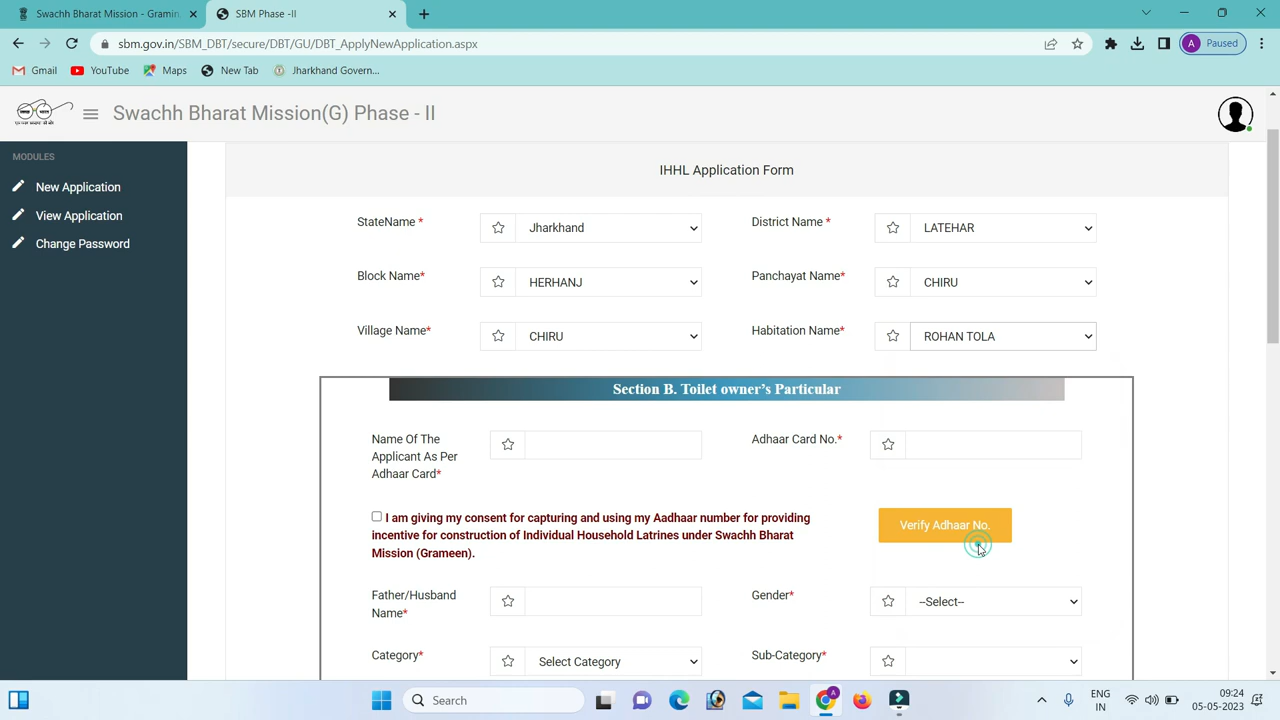 Swachh Bharat Mission - Gramin
SBM Phase -II
sbm.gov.in/SBM_DBT/secure/DBT/GU/DBT_ApplyNewApplication.aspx
A Paused
Gmail YouTube Maps New Tab Jharkhand Govern...
Swachh Bharat Mission(G) Phase - II
MODULES
New Application
View Application
Change Password
IHHL Application Form
StateName * Jharkhand District Name * LATEHAR
Block Name* HERHANJ Panchayat Name* CHIRU
Village Name* CHIRU Habitation Name* ROHAN TOLA
Section B. Toilet owner's Particular
Name Of The
Applicant As Per
Adhaar Card*
Adhaar Card No.*
I am giving my consent for capturing and using my Aadhaar number for providing
incentive for construction of Individual Household Latrines under Swachh Bharat
Mission (Grameen).
Verify Adhaar No.
Father/Husband
Name*
Gender* --Select--
Category* Select Category Sub-Category*
Search
ENG
IN
09:24
05-05-2023